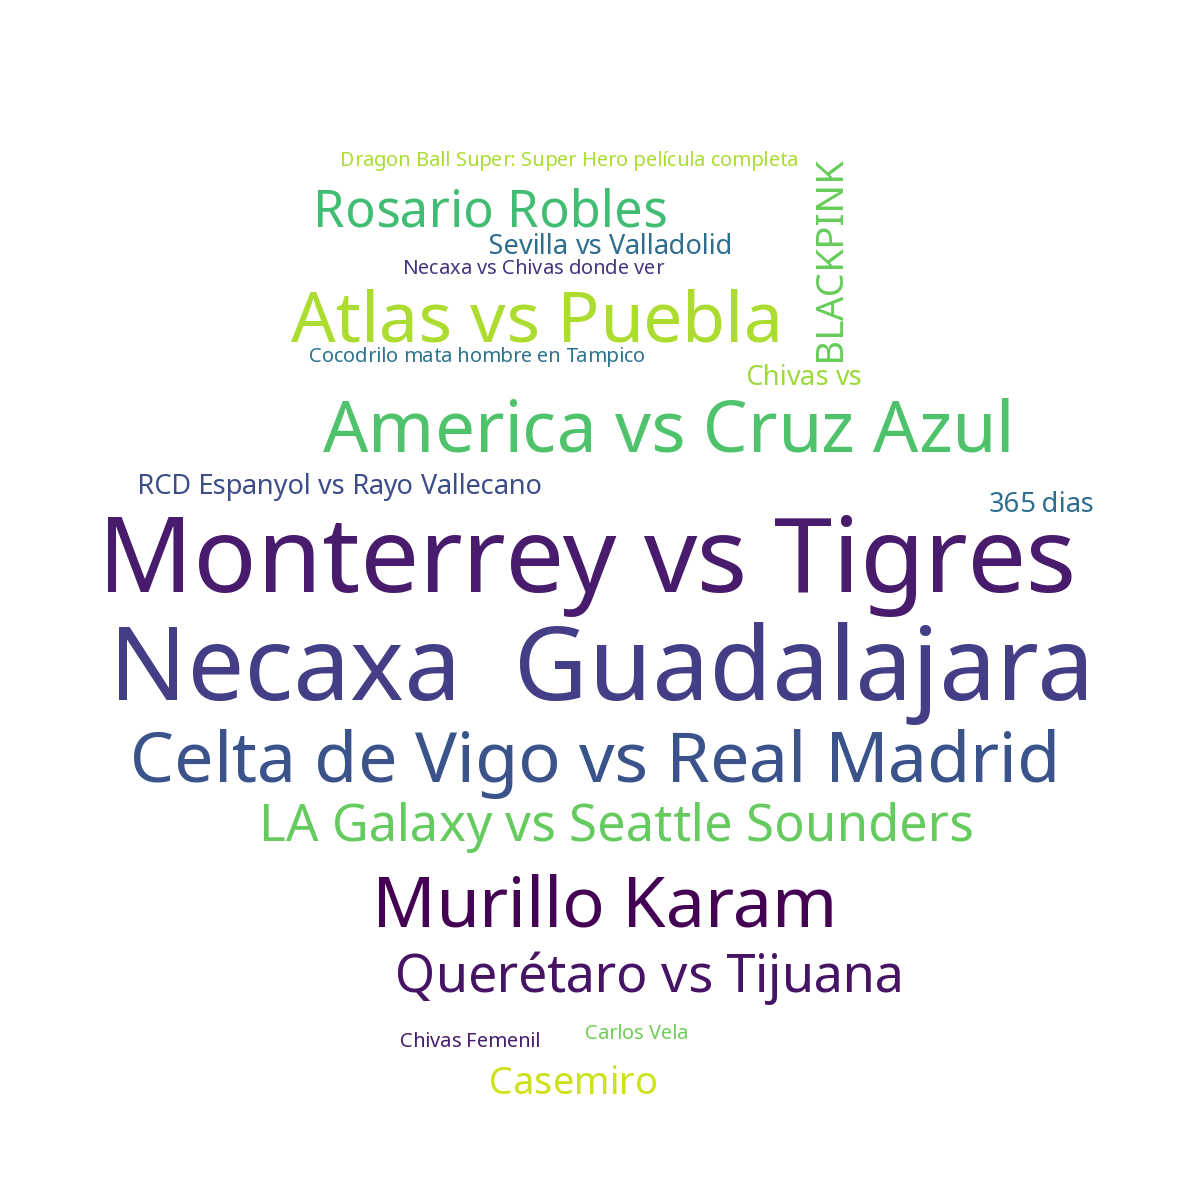 Dragon Ball Super: Super Hero película completa
Rosario Robles
BLACKPINK
Sevilla vs Valladolid
Necaxa vs Chivas donde ver
Atlas vs Puebla
Cocodrilo mata hombre en Tampico
Chivas vs
America vs Cruz Azul
RCD Espanyol vs Rayo Vallecano
365 dias
Monterrey vs Tigres
Necaxa  Guadalajara
Celta de Vigo vs Real Madrid
LA Galaxy vs Seattle Sounders
Murillo Karam
Querétaro vs Tijuana
Carlos Vela
Chivas Femenil
Casemiro